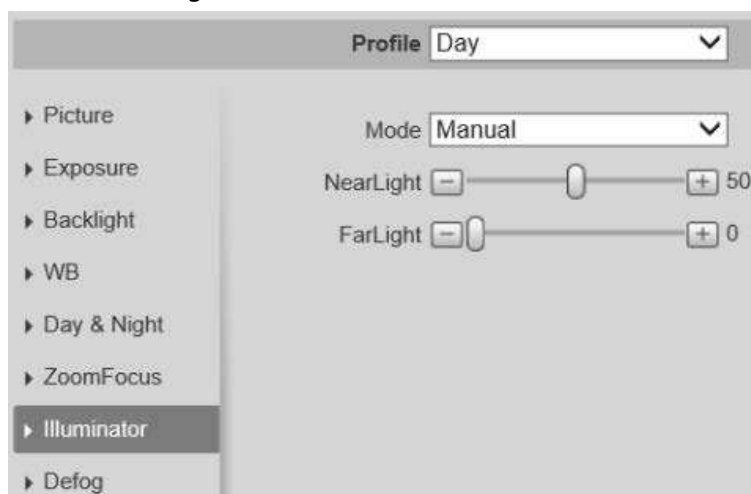 Profile Day
Picture
Mode Manual
Exposure
NearLight 50
Backlight
FarLight 0
WB
Day & Night
ZoomFocus
Illuminator
Defog